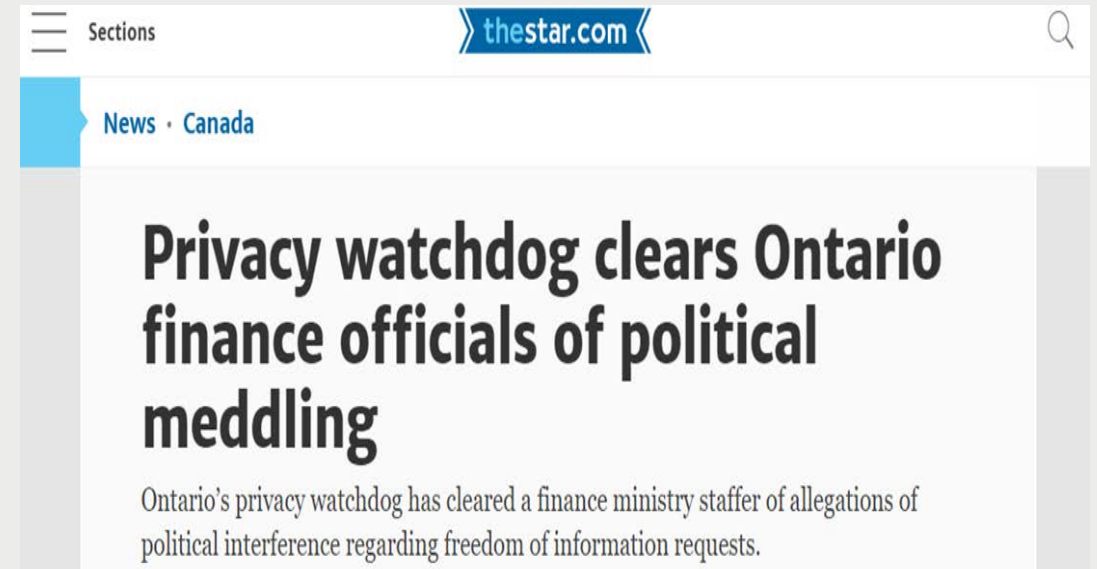 Sections
thestar.com
News • Canada
Privacy watchdog clears Ontario
finance officials of political
meddling
Ontario’s privacy watchdog has cleared a finance ministry staffer of allegations of
political interference regarding freedom of information requests.